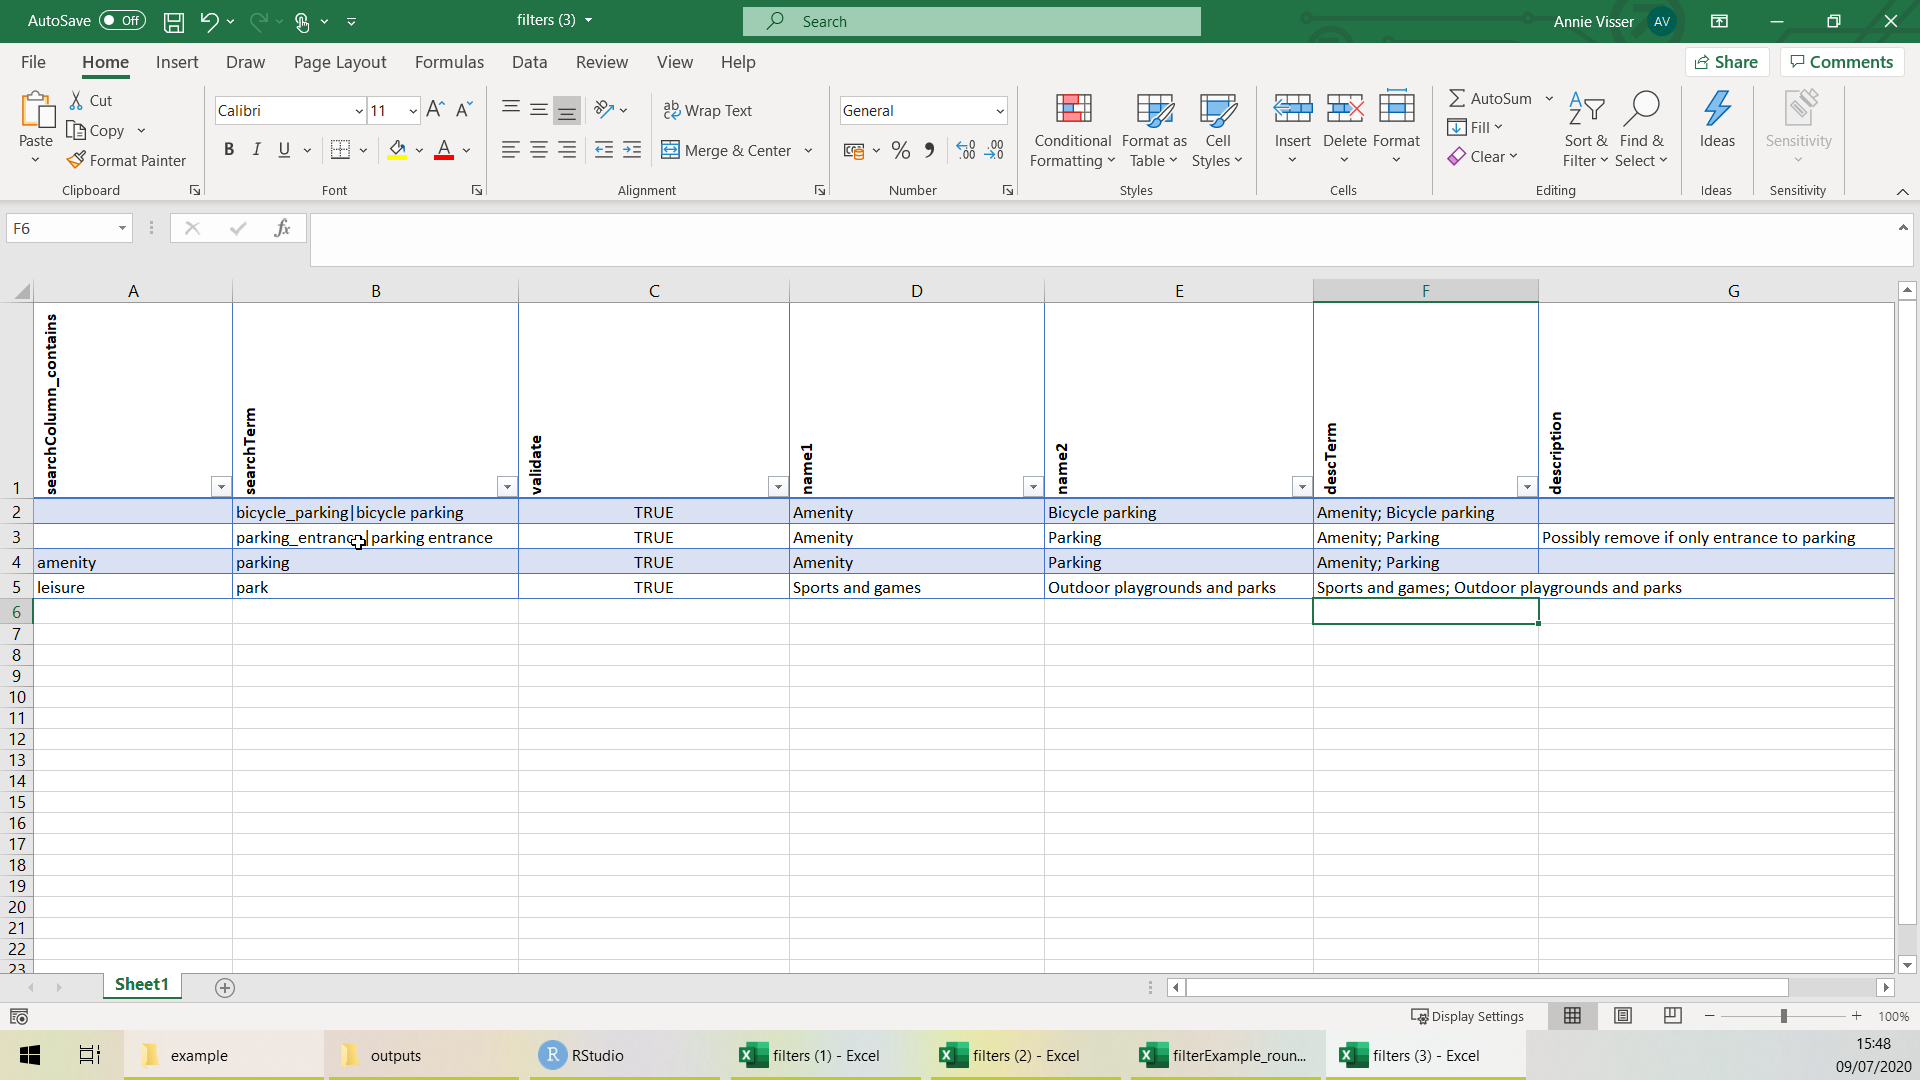 AutoSave Off filters (3) Search Annie Visser AV
File Home Insert Draw Page Layout Formulas Data Review View Help Share Comments
Paste Cut Copy Format Painter Clipboard
Calibri 11 B I U A Font
ab Wrap Text Merge & Center Alignment
General % Number
Conditional Formatting Format as Table Cell Styles Styles
Insert Delete Format Cells
AutoSum Fill Clear Sort & Filter Find & Select Editing
Ideas Ideas
Sensitivity Sensitivity
F6 fx
A B C D E F G
1 searchColumn_contains searchTerm validate name1 name2 descTerm description
2 bicycle_parking|bicycle parking TRUE Amenity Bicycle parking Amenity; Bicycle parking
3 parking_entrance|parking entrance TRUE Amenity Parking Amenity; Parking Possibly remove if only entrance to parking
4 amenity parking TRUE Amenity Parking Amenity; Parking
5 leisure park TRUE Sports and games Outdoor playgrounds and parks Sports and games; Outdoor playgrounds and parks
6
7
8
9
10
11
12
13
14
15
16
17
18
19
20
21
22
23
Sheet1
Display Settings 100%
example outputs R RStudio filters (1) - Excel filters (2) - Excel filterExample_roun... filters (3) - Excel 15:48
09/07/2020